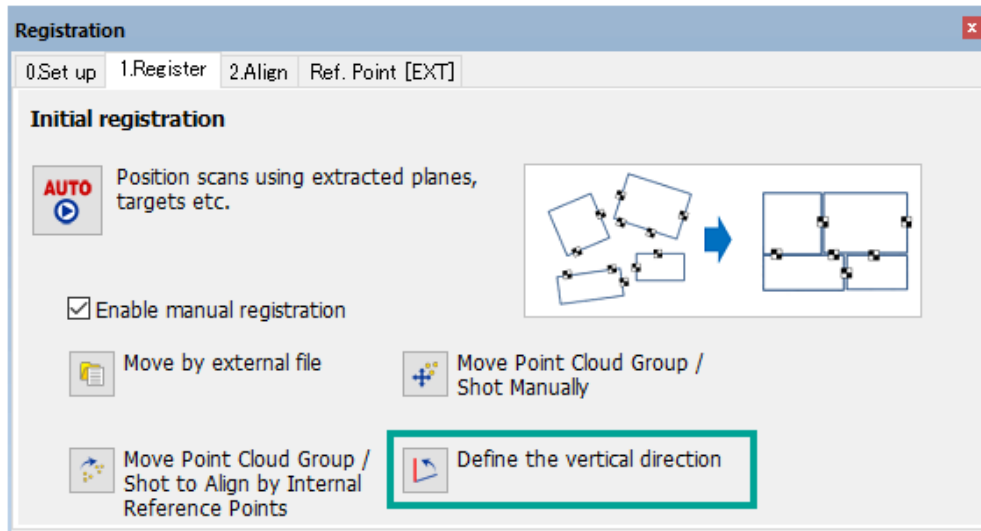 Registration
0.Set up 1.Register 2.Align Ref. Point [EXT]
Initial registration
AUTO
Position scans using extracted planes,
targets etc.
Enable manual registration
Move by external file
Move Point Cloud Group /
Shot Manually
Move Point Cloud Group /
Shot to Align by Internal
Reference Points
Define the vertical direction